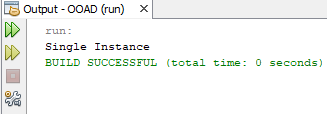 Output - OOAD (run)
run:
Single Instance
BUILD SUCCESSFUL (total time: 0 seconds)